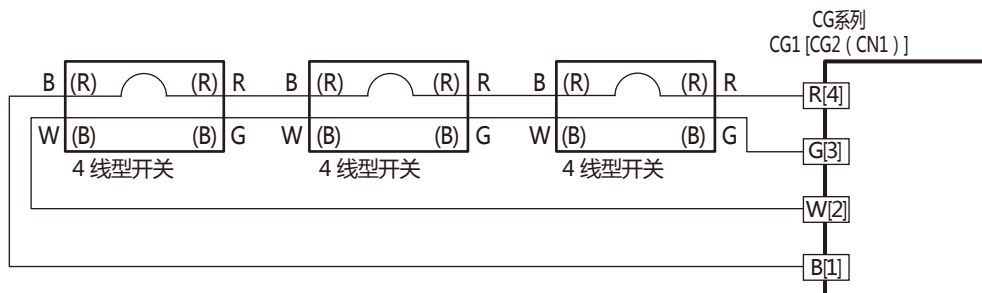 CG系列
CG1 [CG2 ( CN1 ) ]
B (R) (R) R B (R) (R) R B (R) (R) R R[4]
W (B) (B) G W (B) (B) G W (B) (B) G
G[3]
4 线型开关 4 线型开关 4 线型开关
W[2]
B[1]